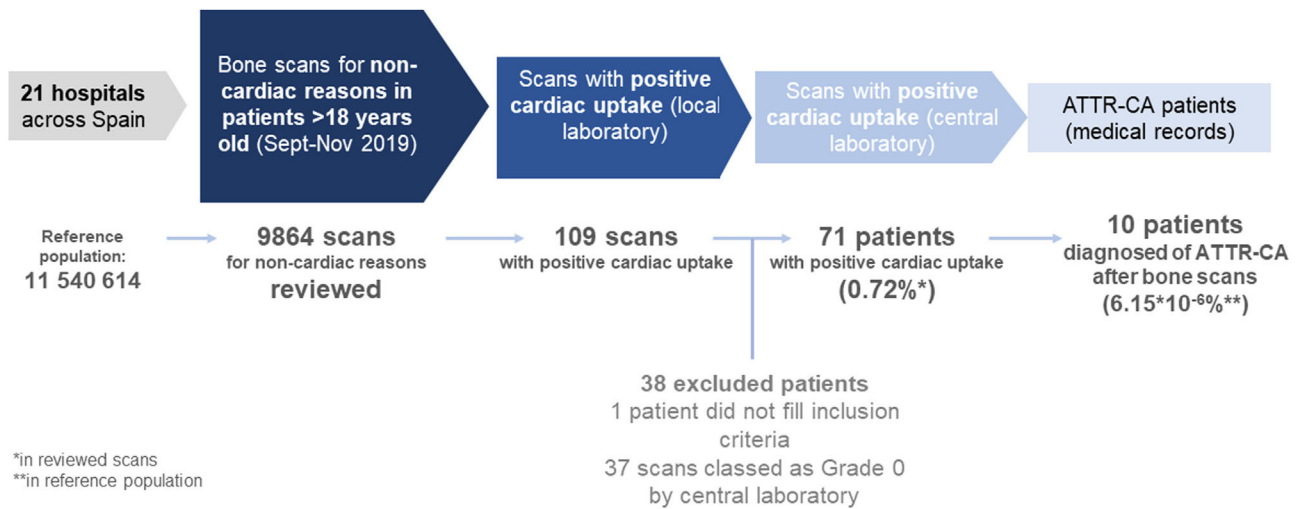 21 hospitals
across Spain
Bone scans for non-
cardiac reasons in
patients >18 years
old (Sept-Nov 2019)
Scans with positive
cardiac uptake (local
laboratory)
Scans with positive
cardiac uptake (central
laboratory)
ATTR-CA patients
(medical records)
Reference
population:
11 540 614
9864 scans
for non-cardiac reasons
reviewed
109 scans
with positive cardiac uptake
71 patients
with positive cardiac uptake
(0.72%*)
10 patients
diagnosed of ATTR-CA
after bone scans
(6.15*10⁻⁶%**)
38 excluded patients
1 patient did not fill inclusion
criteria
37 scans classed as Grade 0
by central laboratory
*in reviewed scans
**in reference population